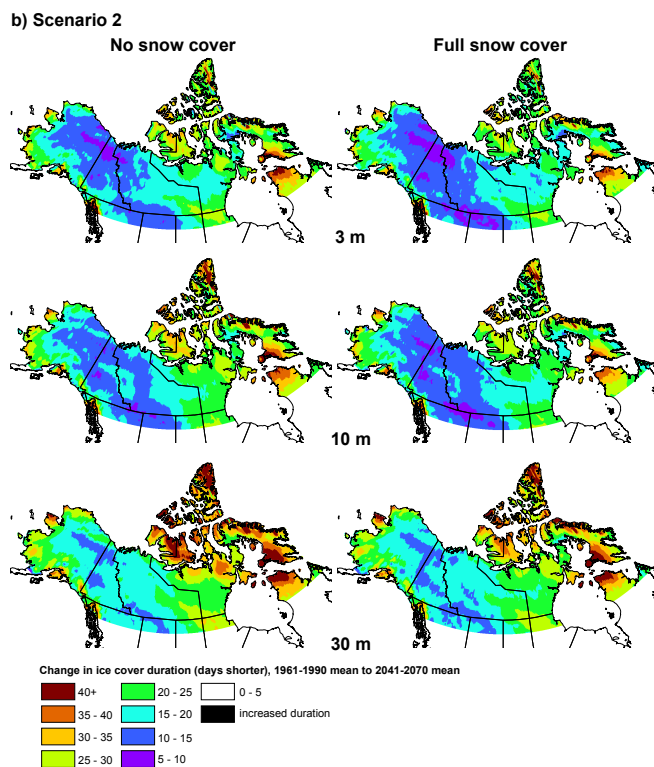 b) Scenario 2
No snow cover
Full snow cover
3 m
10 m
30 m
Change in ice cover duration (days shorter), 1961-1990 mean to 2041-2070 mean
40+
20 - 25
0 - 5
35 - 40
15 - 20
increased duration
30 - 35
10 - 15
25 - 30
5 - 10